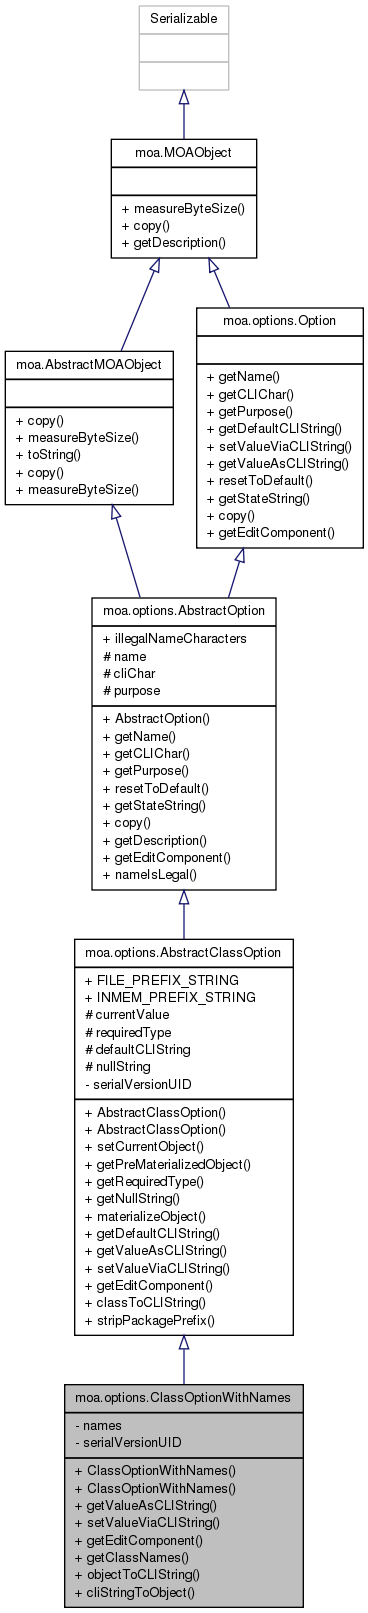 Serializable
moa.MOAObject
+ measureByteSize()
+ copy()
+ getDescription()
moa.options.Option
+ getName()
+ getCLIChar()
+ getPurpose()
+ getDefaultCLIString()
+ setValueViaCLIString()
+ getValueAsCLIString()
+ resetToDefault()
+ getStateString()
+ copy()
+ getEditComponent()
moa.AbstractMOAObject
+ copy()
+ measureByteSize()
+ toString()
+ copy()
+ measureByteSize()
moa.options.AbstractOption
+ illegalNameCharacters
# name
# cliChar
# purpose
+ AbstractOption()
+ getName()
+ getCLIChar()
+ getPurpose()
+ resetToDefault()
+ getStateString()
+ copy()
+ getDescription()
+ getEditComponent()
+ nameIsLegal()
moa.options.AbstractClassOption
+ FILE_PREFIX_STRING
+ INMEM_PREFIX_STRING
# currentValue
# requiredType
# defaultCLIString
# nullString
- serialVersionUID
+ AbstractClassOption()
+ AbstractClassOption()
+ setCurrentObject()
+ getPreMaterializedObject()
+ getRequiredType()
+ getNullString()
+ materializeObject()
+ getDefaultCLIString()
+ getValueAsCLIString()
+ setValueViaCLIString()
+ getEditComponent()
+ classToCLIString()
+ stripPackagePrefix()
moa.options.ClassOptionWithNames
- names
- serialVersionUID
+ ClassOptionWithNames()
+ ClassOptionWithNames()
+ getValueAsCLIString()
+ setValueViaCLIString()
+ getEditComponent()
+ getClassNames()
+ objectToCLIString()
+ cliStringToObject()